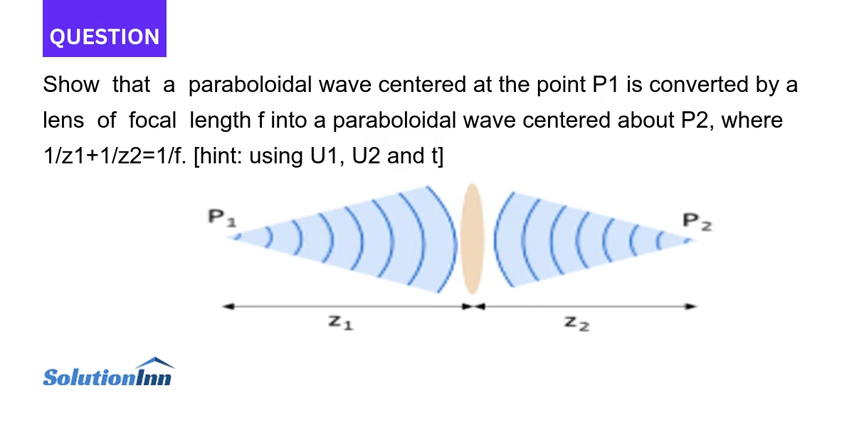 QUESTION
Show that a paraboloidal wave centered at the point P1 is converted by a
lens of focal length f into a paraboloidal wave centered about P2, where
1/z1+1/z2=1/f. [hint: using U1, U2 and t]
P₁
P₂
z₁
z₂
SolutionInn